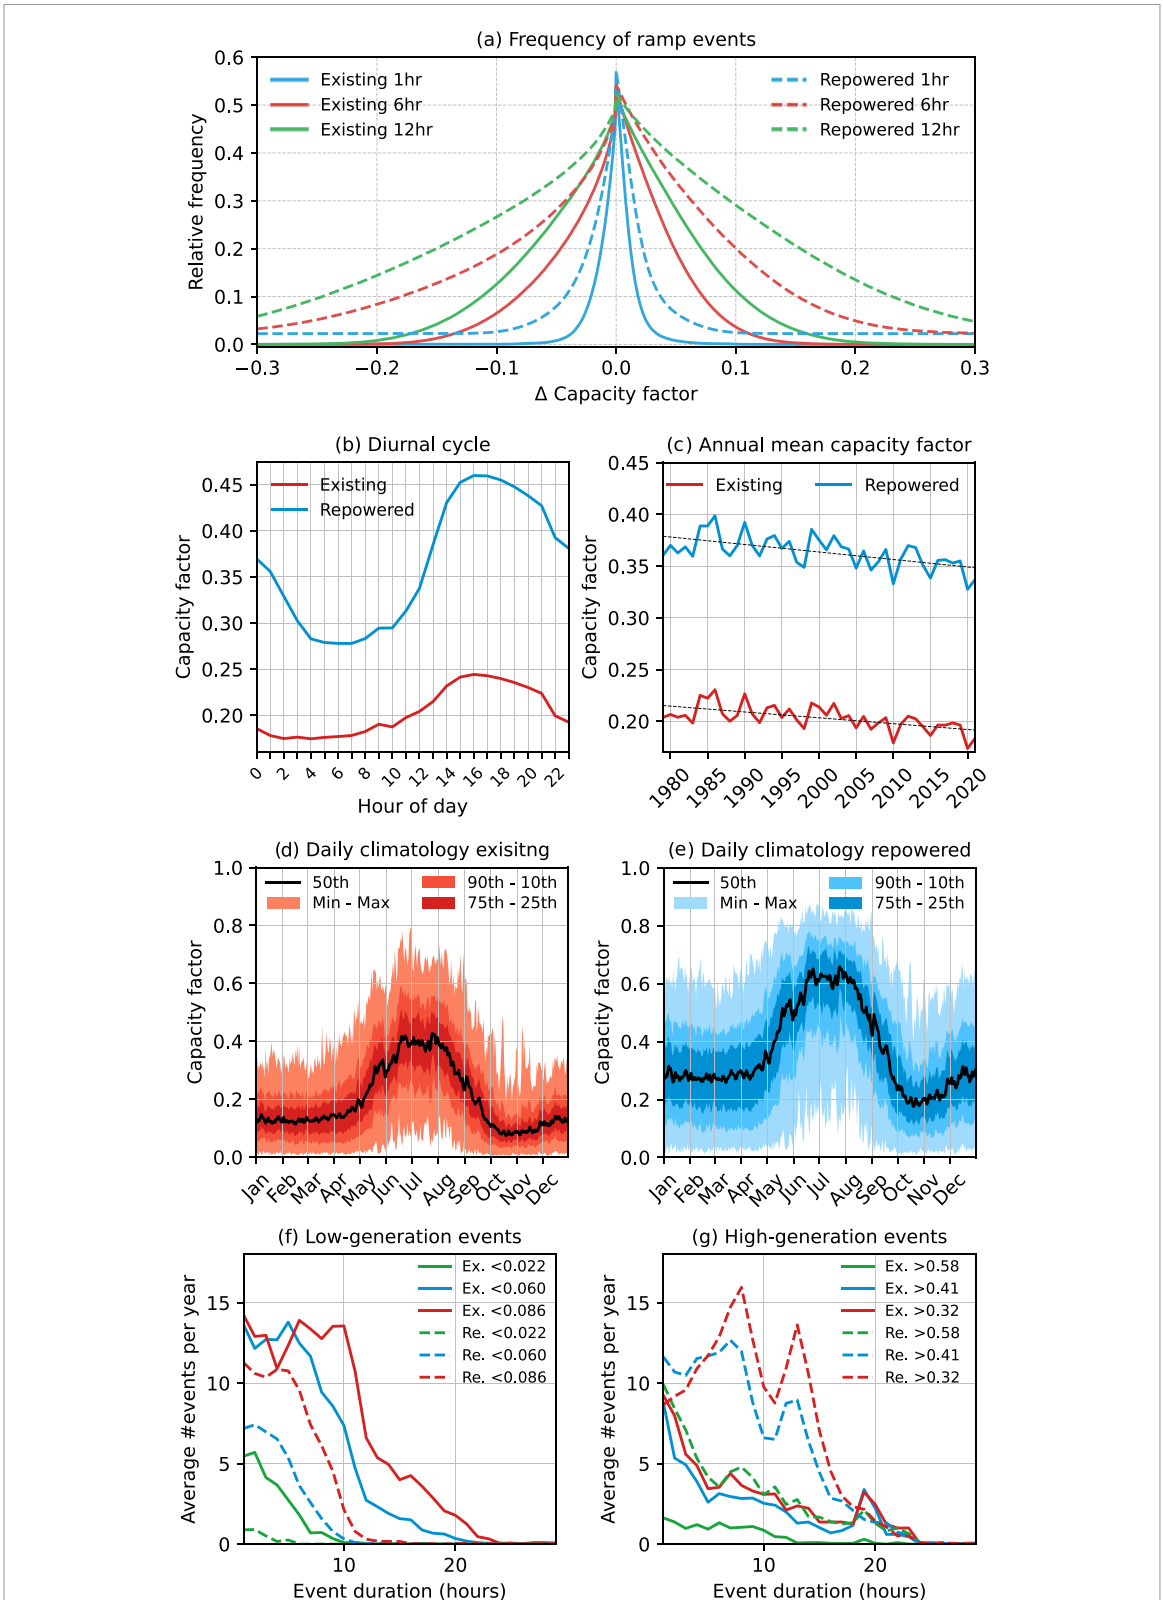 (a) Frequency of ramp events
Relative frequency
0.6
0.5
0.4
0.3
0.2
0.1
0.0
Existing 1hr
Existing 6hr
Existing 12hr
Repowered 1hr
Repowered 6hr
Repowered 12hr
−0.3 −0.2 −0.1 0.0 0.1 0.2 0.3
Δ Capacity factor
(b) Diurnal cycle
Capacity factor
0.45
0.40
0.35
0.30
0.25
0.20
Existing
Repowered
0 2 4 6 8 10 12 14 16 18 20 22
Hour of day
(c) Annual mean capacity factor
Capacity factor
0.45
0.40
0.35
0.30
0.25
0.20
Existing Repowered
1980 1985 1990 1995 2000 2005 2010 2015 2020
(d) Daily climatology exisitng
Capacity factor
1.0
0.8
0.6
0.4
0.2
0.0
50th
Min - Max
90th - 10th
75th - 25th
Jan Feb Mar Apr May Jun Jul Aug Sep Oct Nov Dec
(e) Daily climatology repowered
Capacity factor
1.0
0.8
0.6
0.4
0.2
0.0
50th
Min - Max
90th - 10th
75th - 25th
Jan Feb Mar Apr May Jun Jul Aug Sep Oct Nov Dec
(f) Low-generation events
Average #events per year
15
10
5
0
Ex. <0.022
Ex. <0.060
Ex. <0.086
Re. <0.022
Re. <0.060
Re. <0.086
10 20
Event duration (hours)
(g) High-generation events
Average #events per year
15
10
5
0
Ex. >0.58
Ex. >0.41
Ex. >0.32
Re. >0.58
Re. >0.41
Re. >0.32
10 20
Event duration (hours)